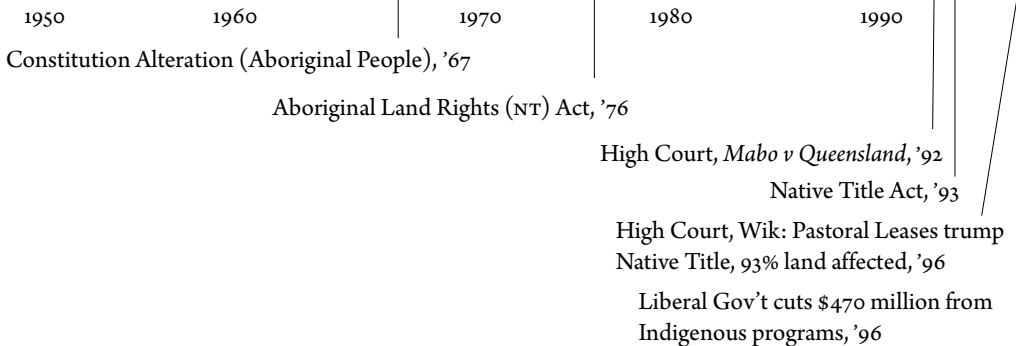 1950 1960 1970 1980 1990
Constitution Alteration (Aboriginal People), ’67
Aboriginal Land Rights (NT) Act, ’76
High Court, Mabo v Queensland, ’92
Native Title Act, ’93
High Court, Wik: Pastoral Leases trump
Native Title, 93% land affected, ’96
Liberal Gov’t cuts $470 million from
Indigenous programs, ’96